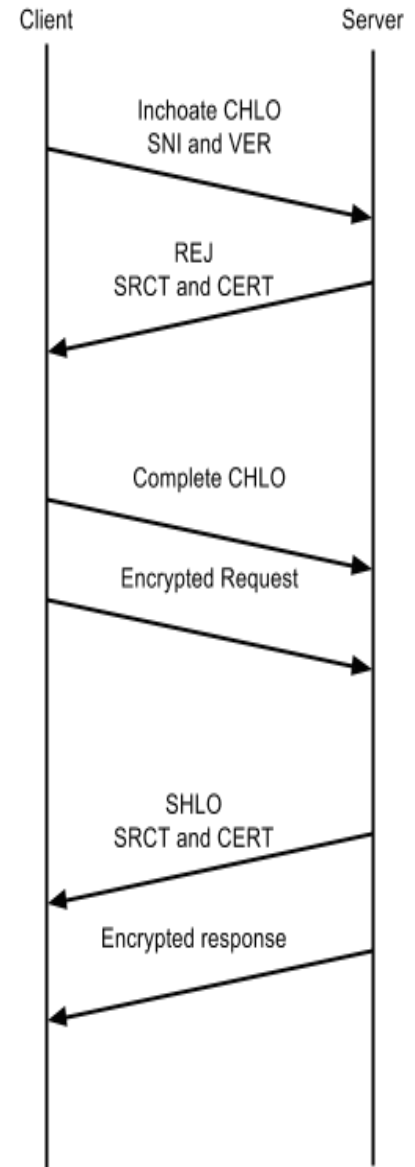 Client
Server
Inchoate CHLO
SNI and VER
REJ
SRCT and CERT
Complete CHLO
Encrypted Request
SHLO
SRCT and CERT
Encrypted response